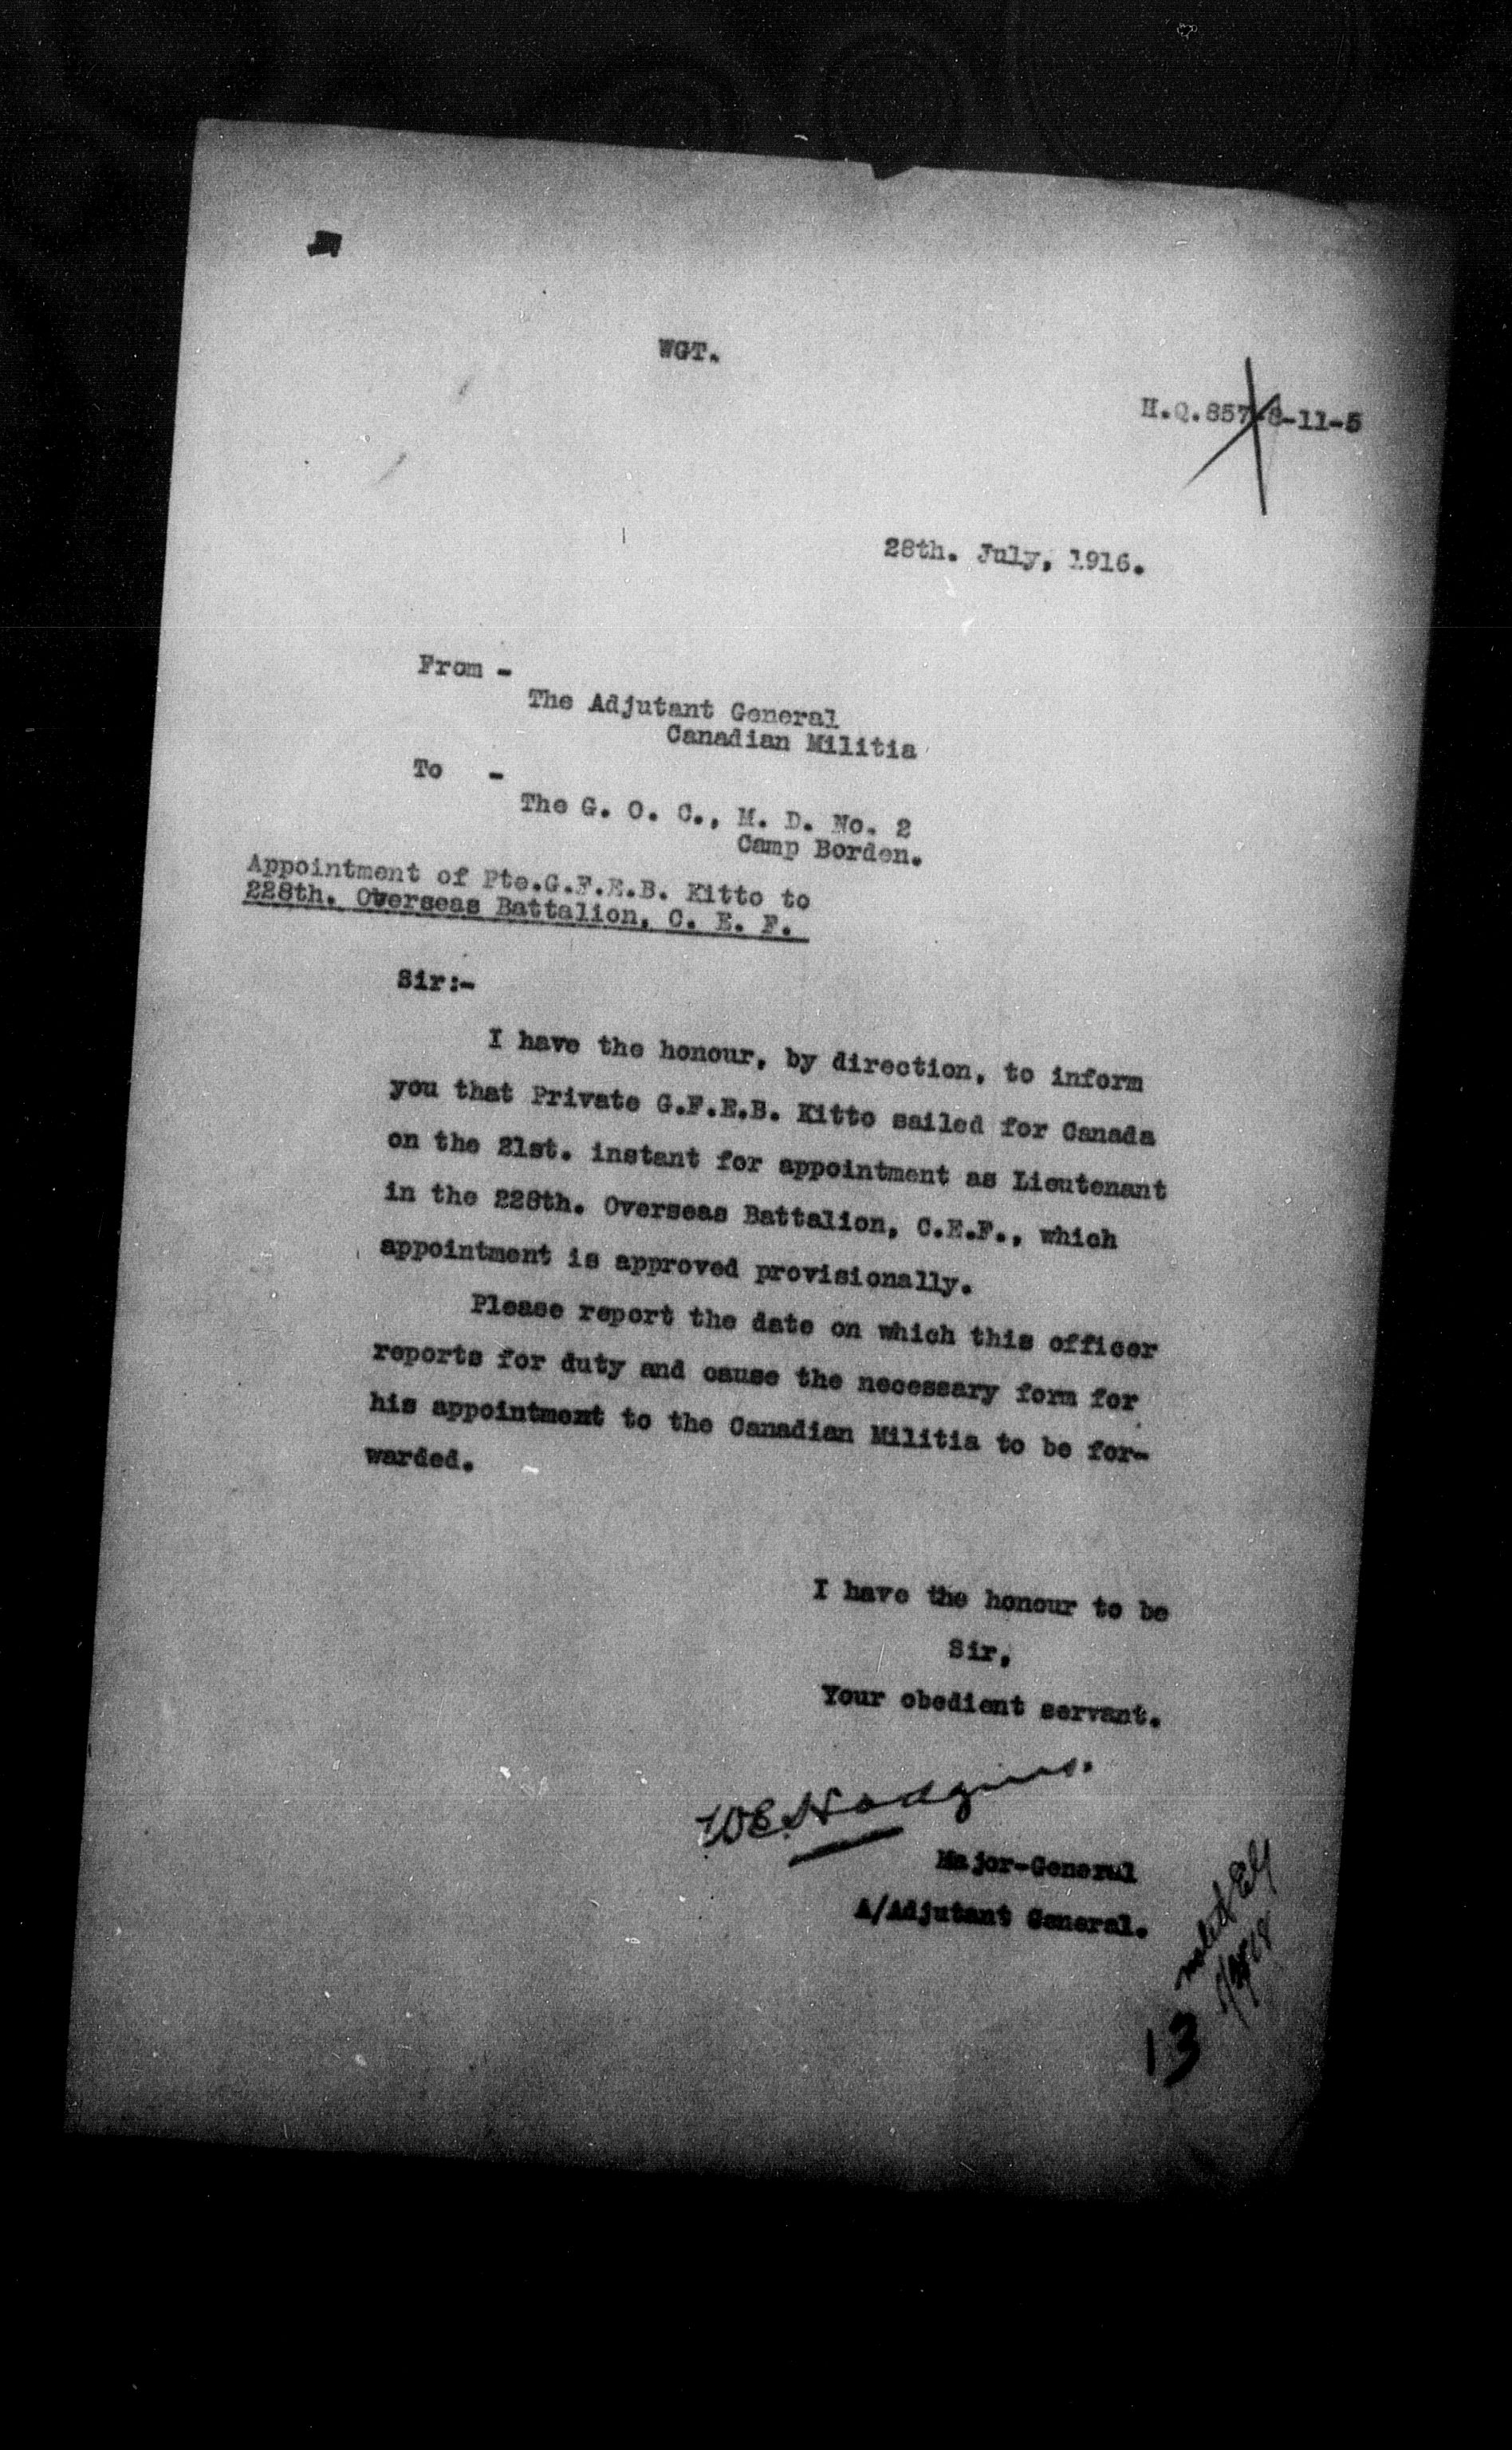 WGT.
H.Q.857-8-11-5
28th. July, 1916.
From -
The Adjutant General
Canadian Militia
To -
The G. O. C., M. D. No. 2
Camp Borden.
Appointment of Pte.G.F.E.B. Kitto to
228th. Overseas Battalion, C. E. F.
Sir:-
I have the honour, by direction, to inform
you that Private G.F.E.B. Kitto sailed for Canada
on the 21st. instant for appointment as Lieutenant
in the 228th. Overseas Battalion, C.E.F., which
appointment is approved provisionally.
Please report the date on which this officer
reports for duty and cause the necessary form for
his appointment to the Canadian Militia to be for-
warded.
I have the honour to be
Sir,
Your obedient servant.
WE Hodgins.
Major-General
A/Adjutant General.
noted
13